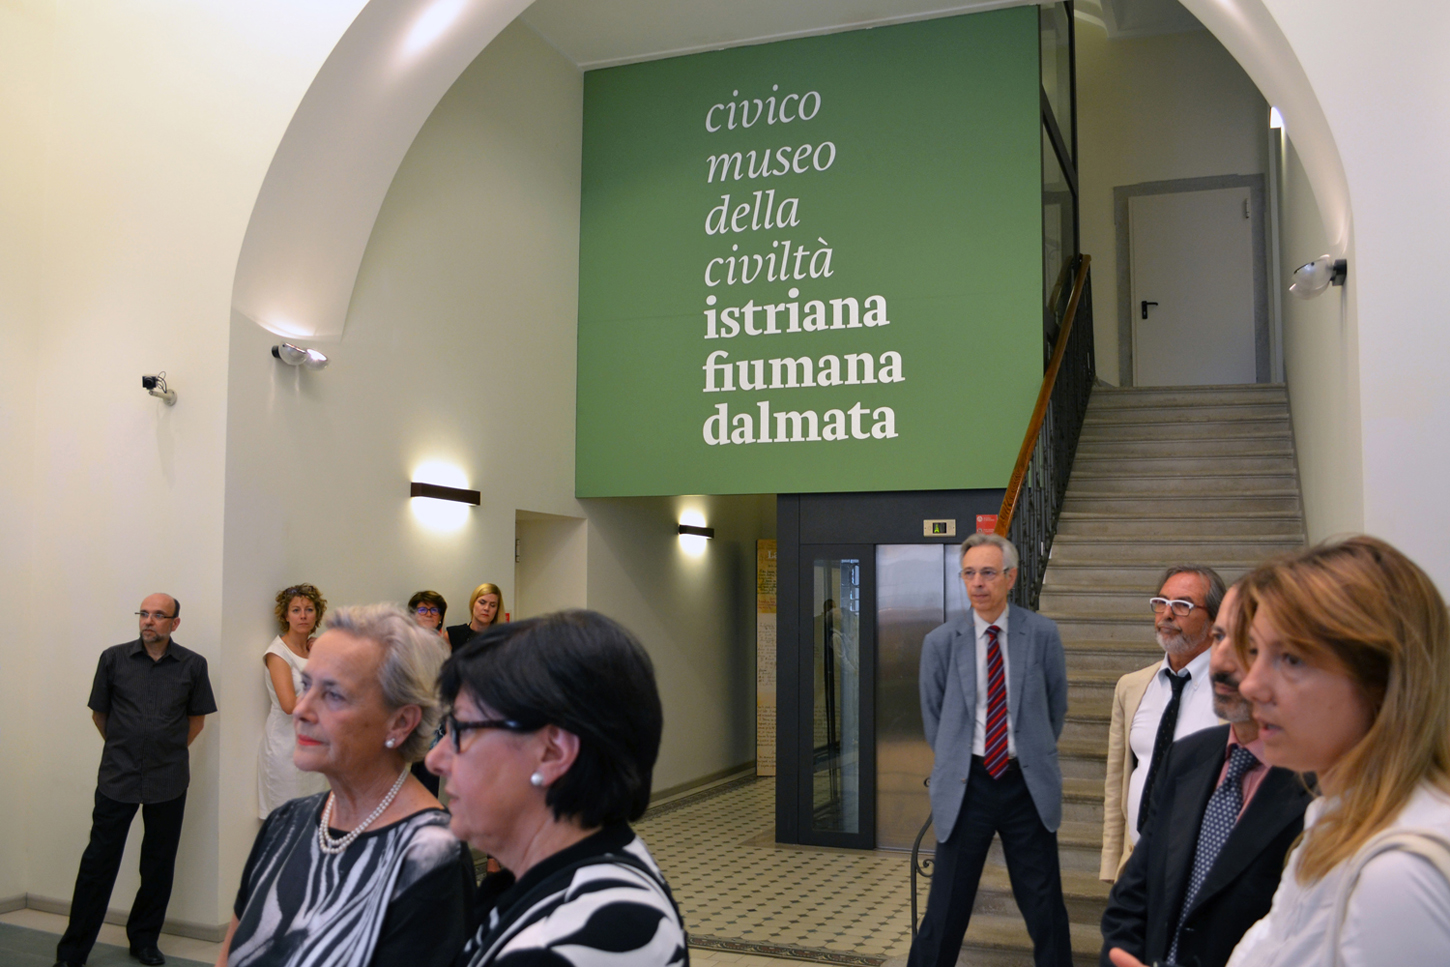 civico
museo
della
civiltà
istriana
fiumana
dalmata